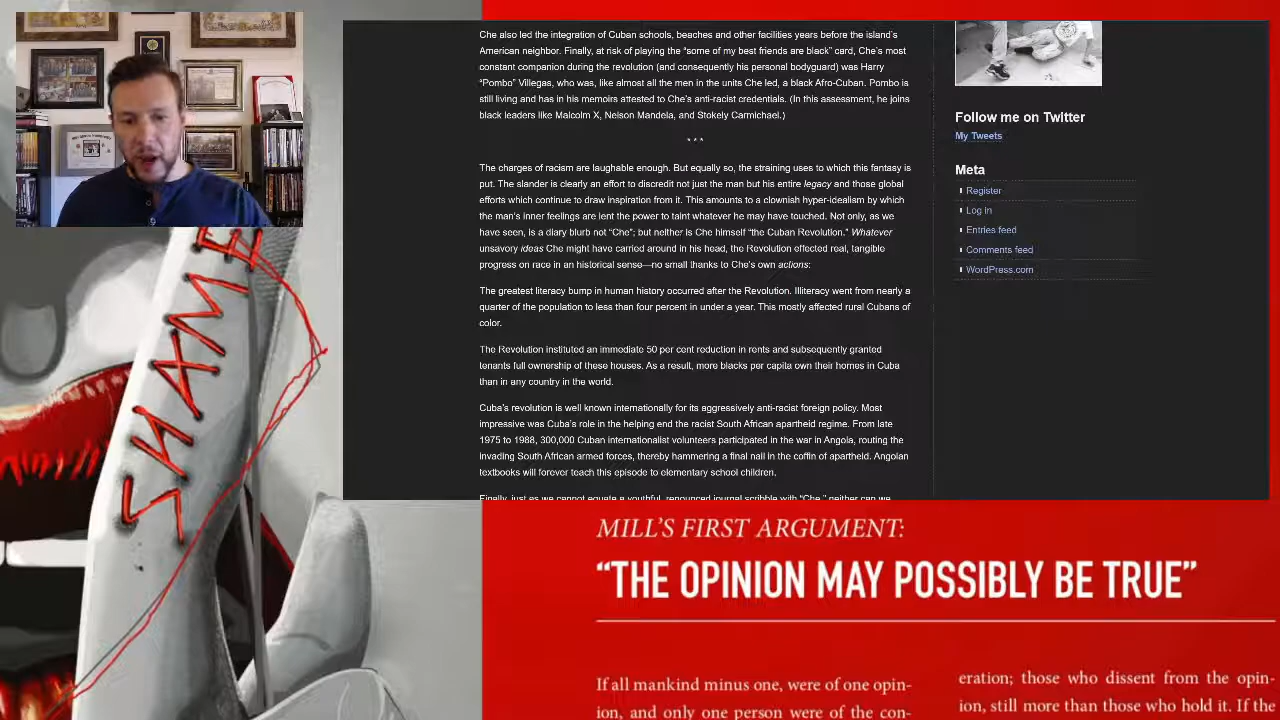 Che also led the integration of Cuban schools, beaches and other facilities years before the island's
American neighbor. Finally, at risk of playing the "some of my best friends are black" card, Che's most
constant companion during the revolution (and consequently his personal bodyguard) was Harry
"Pombo" Villegas, who was, like almost all the men in the units Che led, a black Afro-Cuban. Pombo is
still living and has in his memoirs attested to Che's anti-racist credentials. (In this assessment, he joins
black leaders like Malcolm X, Nelson Mandela, and Stokely Carmichael.)
* * *
The charges of racism are laughable enough. But equally so, the straining uses to which this fantasy is
put. The slander is clearly an effort to discredit not just the man but his entire legacy and those global
efforts which continue to draw inspiration from it. This amounts to a clownish hyper-idealism by which
the man's inner feelings are lent the power to taint whatever he may have touched. Not only, as we
have seen, is a diary blurb not "Che"; but neither is Che himself "the Cuban Revolution." Whatever
unsavory ideas Che might have carried around in his head, the Revolution effected real, tangible
progress on race in an historical sense—no small thanks to Che's own actions:
The greatest literacy bump in human history occurred after the Revolution. Illiteracy went from nearly a
quarter of the population to less than four percent in under a year. This mostly affected rural Cubans of
color.
The Revolution instituted an immediate 50 per cent reduction in rents and subsequently granted
tenants full ownership of these houses. As a result, more blacks per capita own their homes in Cuba
than in any country in the world.
Cuba's revolution is well known internationally for its aggressively anti-racist foreign policy. Most
impressive was Cuba's role in the helping end the racist South African apartheid regime. From late
1975 to 1988, 300,000 Cuban internationalist volunteers participated in the war in Angola, routing the
invading South African armed forces, thereby hammering a final nail in the coffin of apartheid. Angolan
textbooks will forever teach this episode to elementary school children.
Finally, just as we cannot equate a youthful, renounced journal scribble with "Che," neither can we
Follow me on Twitter
My Tweets
Meta
Register
Log in
Entries feed
Comments feed
WordPress.com
SHAME
MILL'S FIRST ARGUMENT:
"THE OPINION MAY POSSIBLY BE TRUE"
If all mankind minus one, were of one opin-
ion, and only one person were of the con-
eration; those who dissent from the opin-
ion, still more than those who hold it. If the